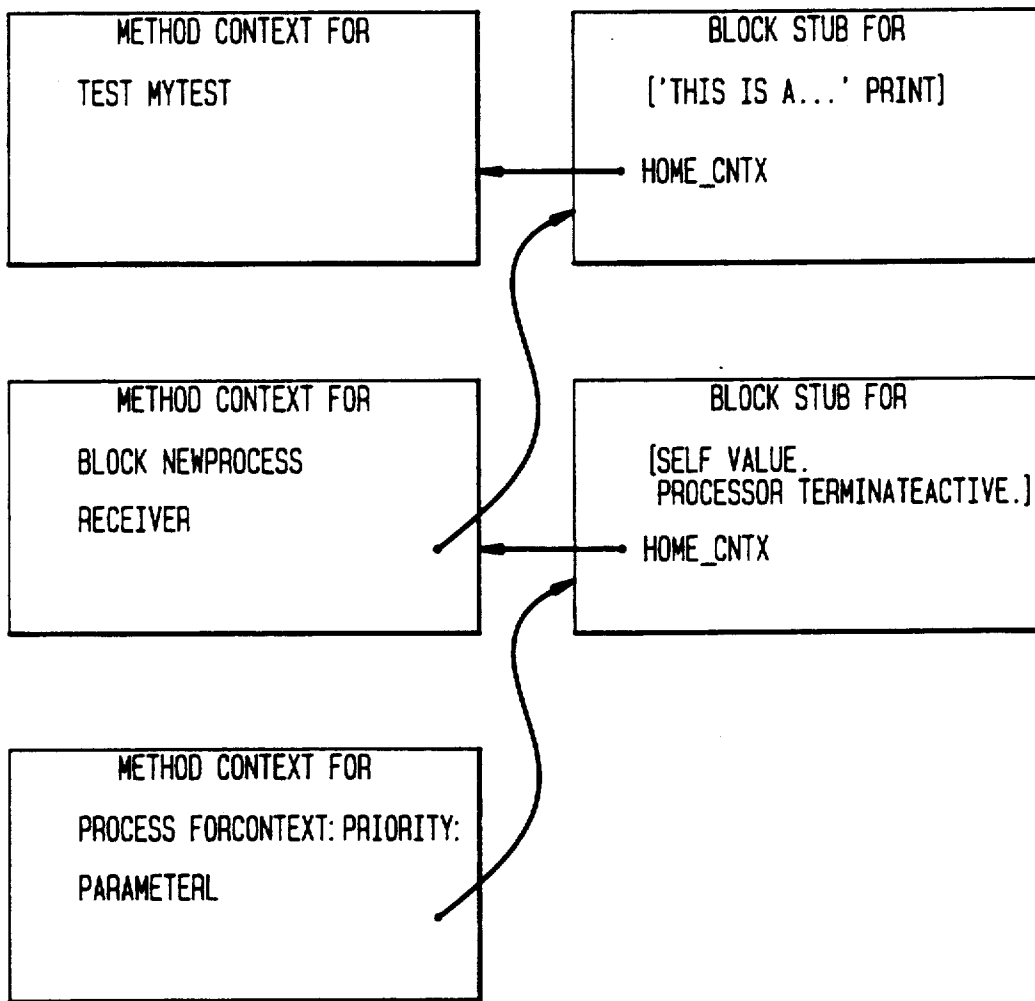 METHOD CONTEXT FOR
TEST MYTEST
BLOCK STUB FOR
['THIS IS A...' PRINT]
HOME_CNTX
METHOD CONTEXT FOR
BLOCK NEWPROCESS
RECEIVER
BLOCK STUB FOR
[SELF VALUE.
PROCESSOR TERMINATEACTIVE.]
HOME_CNTX
METHOD CONTEXT FOR
PROCESS FORCONTEXT: PRIORITY:
PARAMETERL